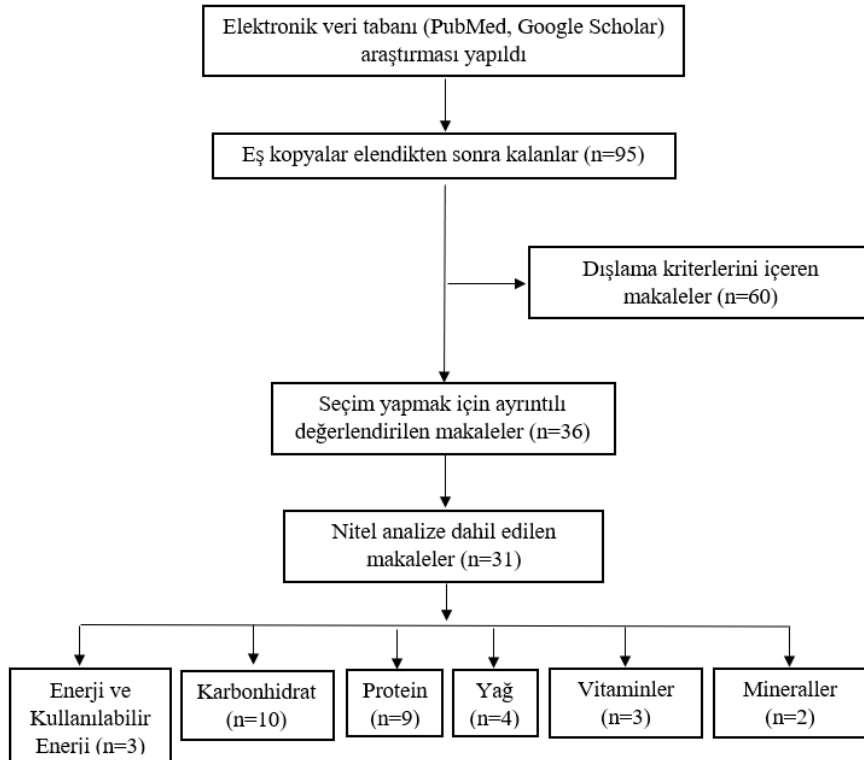 Elektronik veri tabanı (PubMed, Google Scholar)
araştırması yapıldı
Eş kopyalar elendikten sonra kalanlar (n=95)
Dışlama kriterlerini içeren
makaleler (n=60)
Seçim yapmak için ayrıntılı
değerlendirilen makaleler (n=36)
Nitel analize dahil edilen
makaleler (n=31)
Enerji ve
Kullanılabilir
Enerji (n=3)
Karbonhidrat
(n=10)
Protein
(n=9)
Yağ
(n=4)
Vitaminler
(n=3)
Mineraller
(n=2)